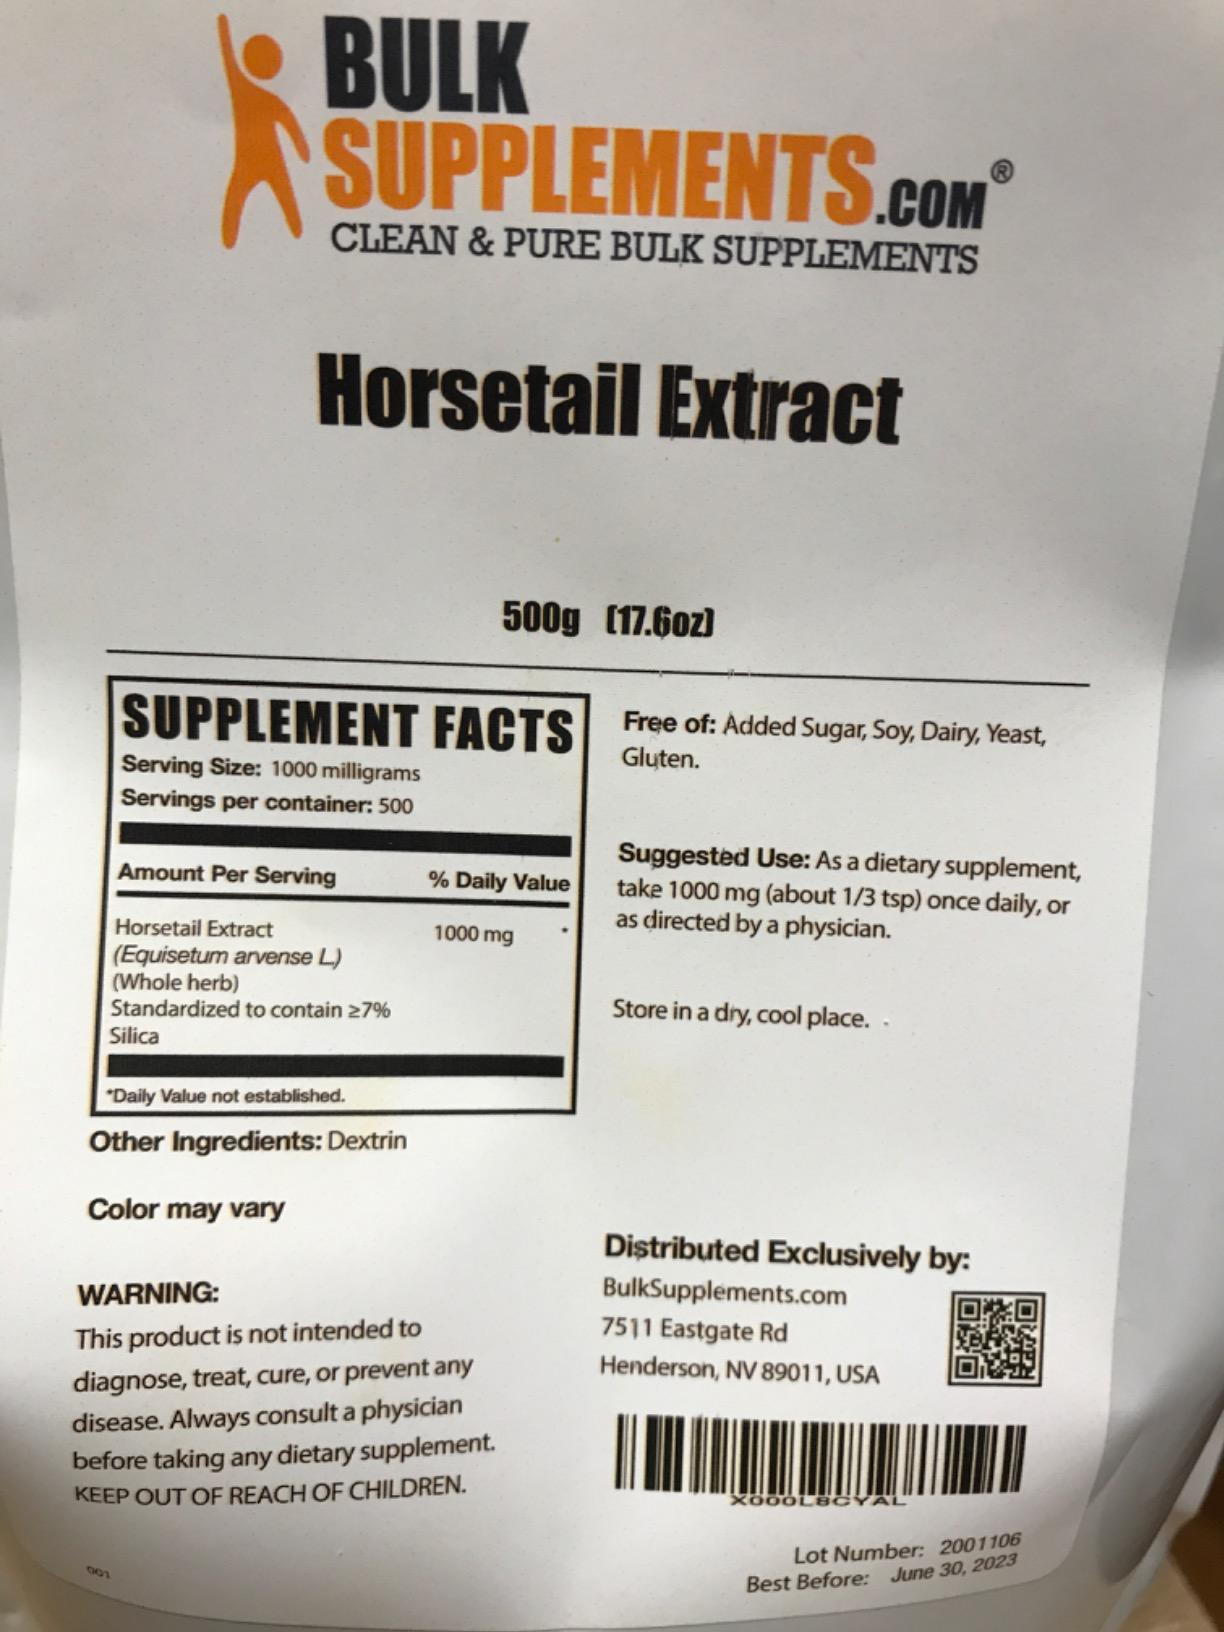 BULK
SUPPLEMENTS.COM®
CLEAN & PURE BULK SUPPLEMENTS
Horsetail Extract
500g (17.6oz)
SUPPLEMENT FACTS
Serving Size: 1000 milligrams
Servings per container: 500
Amount Per Serving % Daily Value
Horsetail Extract 1000 mg *
(Equisetum arvense L.)
(Whole herb)
Standardized to contain ≥7%
Silica
*Daily Value not established.
Other Ingredients: Dextrin
Color may vary
WARNING:
This product is not intended to
diagnose, treat, cure, or prevent any
disease. Always consult a physician
before taking any dietary supplement.
KEEP OUT OF REACH OF CHILDREN.
001
Free of: Added Sugar, Soy, Dairy, Yeast,
Gluten.
Suggested Use: As a dietary supplement,
take 1000 mg (about 1/3 tsp) once daily, or
as directed by a physician.
Store in a dry, cool place.
Distributed Exclusively by:
BulkSupplements.com
7511 Eastgate Rd
Henderson, NV 89011, USA
X000L8CYAL
Lot Number: 2001106
Best Before: June 30, 2023